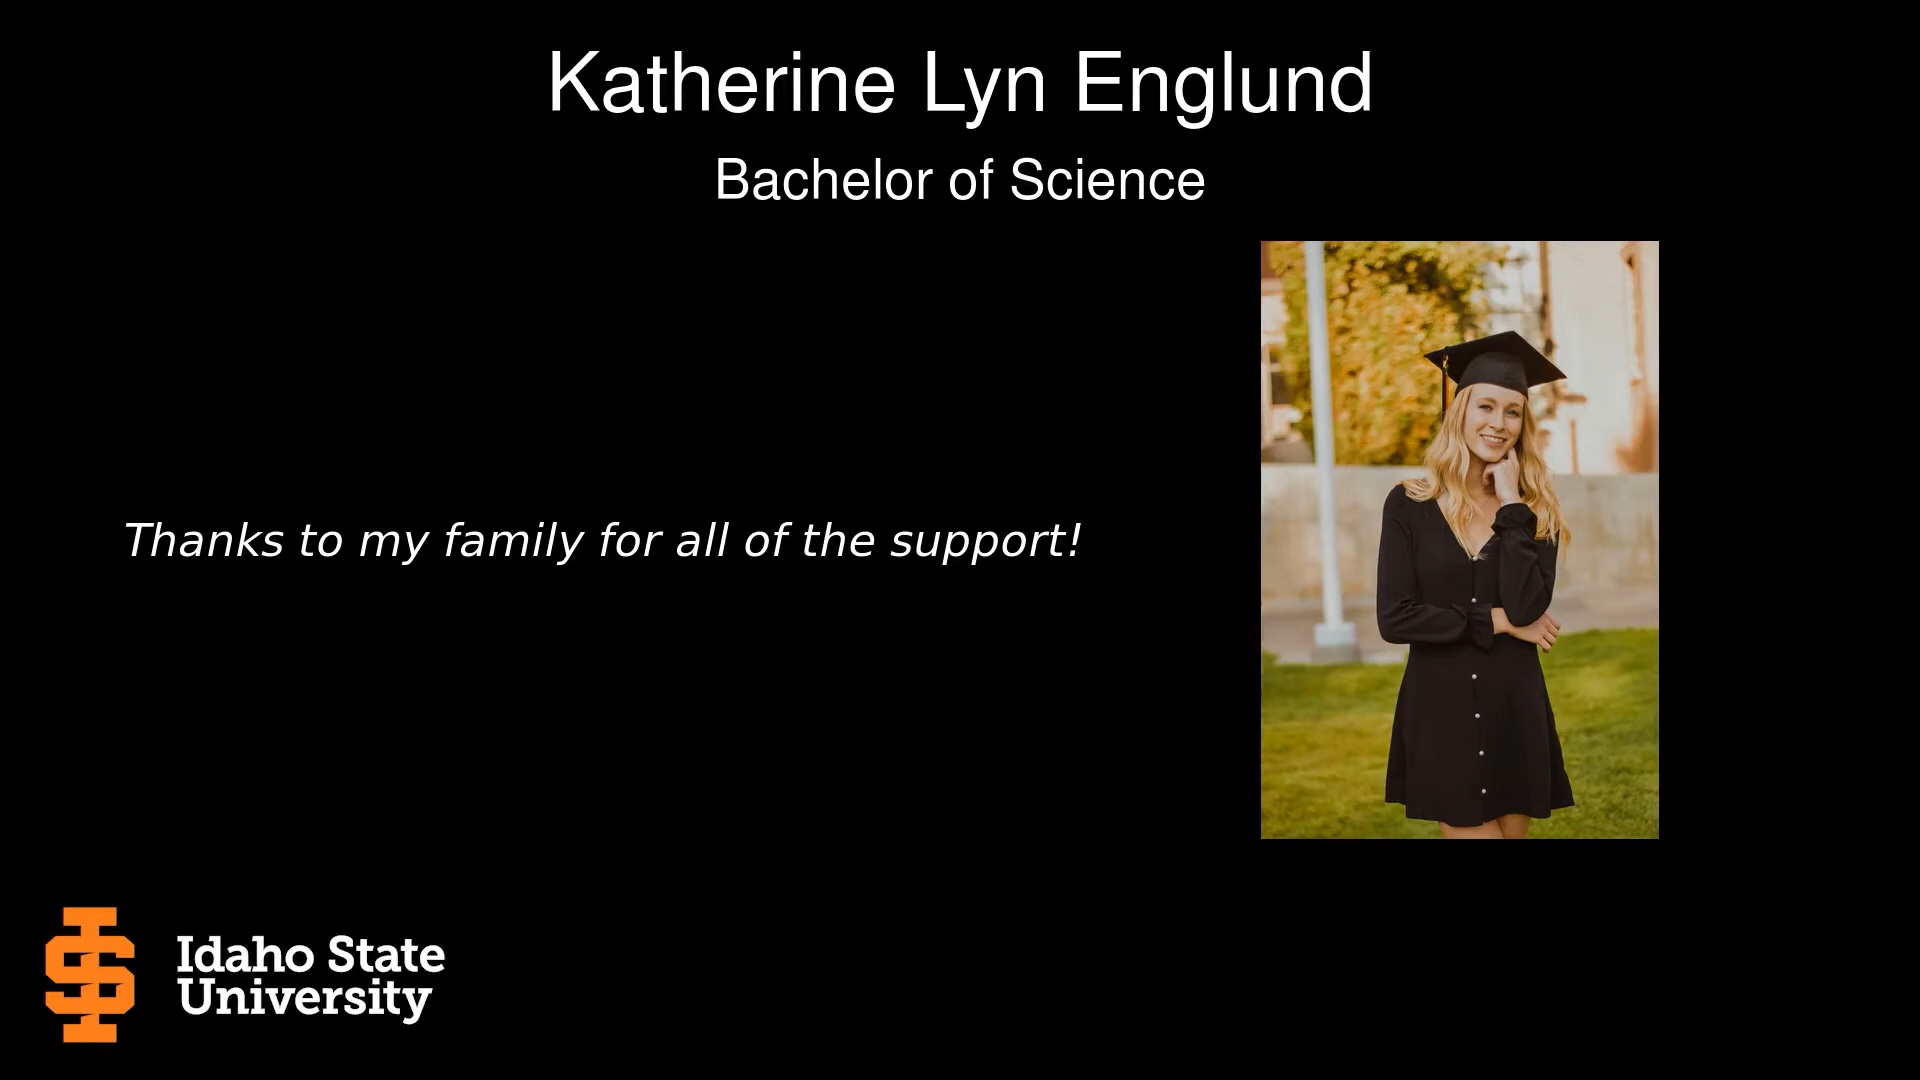 Katherine Lyn Englund
Bachelor of Science
Thanks to my family for all of the support!
Idaho State
University